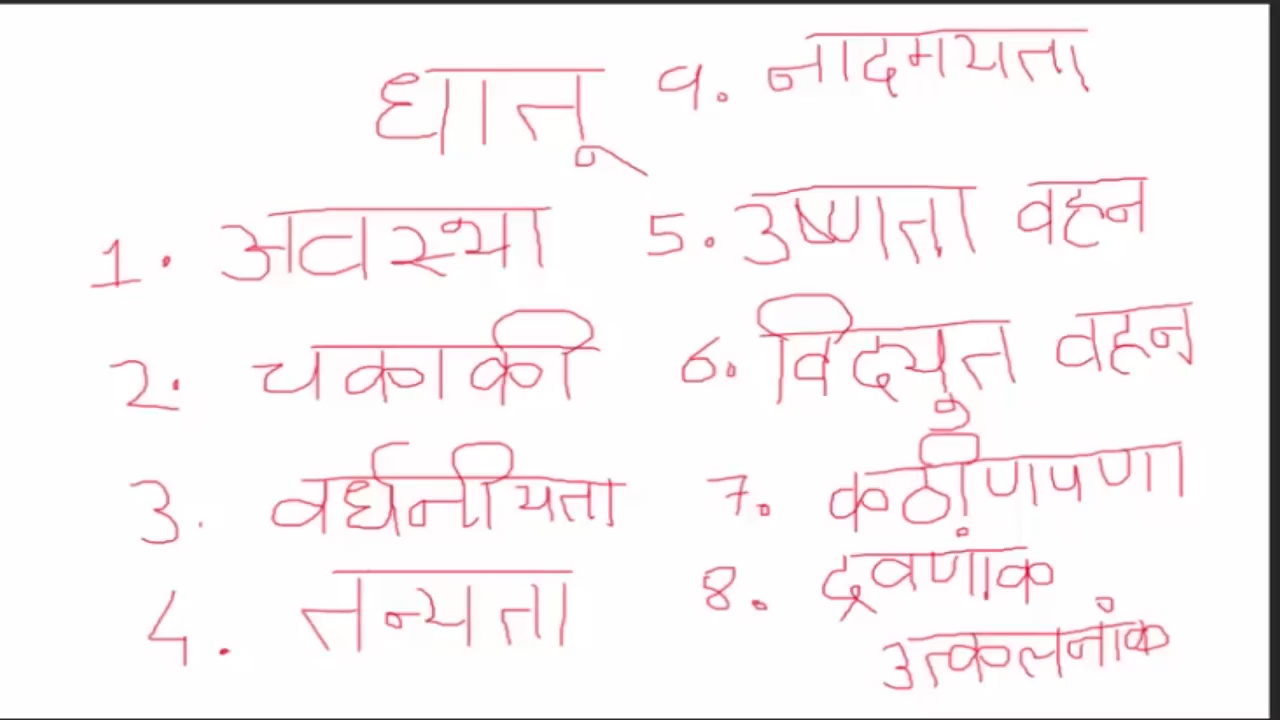 धातू
1. अवस्था
2. चकाकी
3. वर्धनीयता
4. तन्यता
5. उष्णता वहन
6. विदयुत वहन
7. कठीणपणा
8. द्रवणांक
उत्कलनांक
९. नादमयता